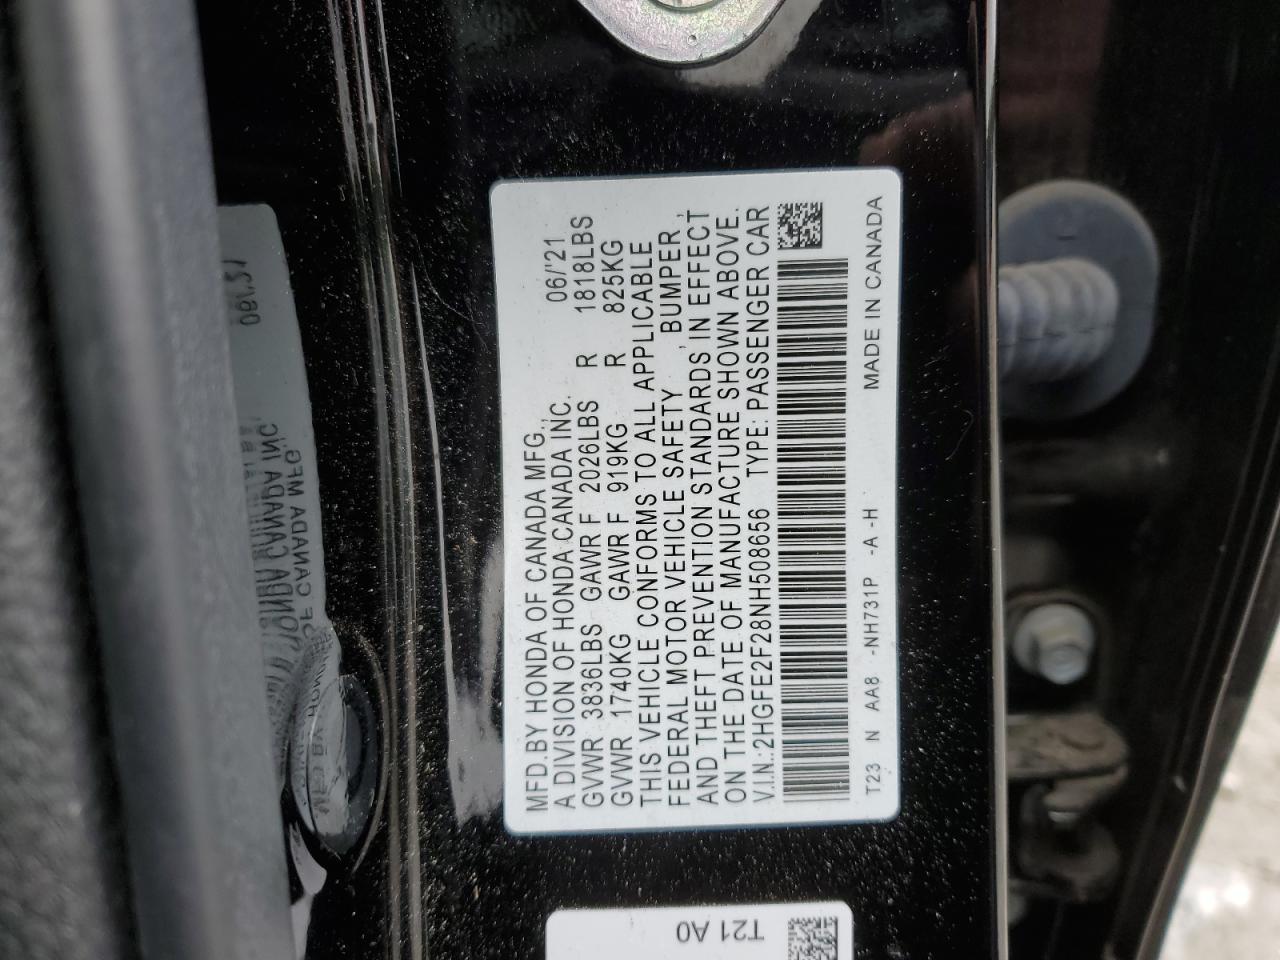 MFD.BY HONDA OF CANADA MFG.,
A DIVISION OF HONDA CANADA INC. 06/'21
GVWR 3836LBS GAWR F 2026LBS R 1818LBS
GVWR 1740KG GAWR F 919KG R 825KG
THIS VEHICLE CONFORMS TO ALL APPLICABLE
FEDERAL MOTOR VEHICLE SAFETY , BUMPER,
AND THEFT PREVENTION STANDARDS IN EFFECT
ON THE DATE OF MANUFACTURE SHOWN ABOVE.
V.I.N.:2HGFE2F28NH508656 TYPE: PASSENGER CAR
T23 N AA8 -NH731P -A -H MADE IN CANADA
T21 A0